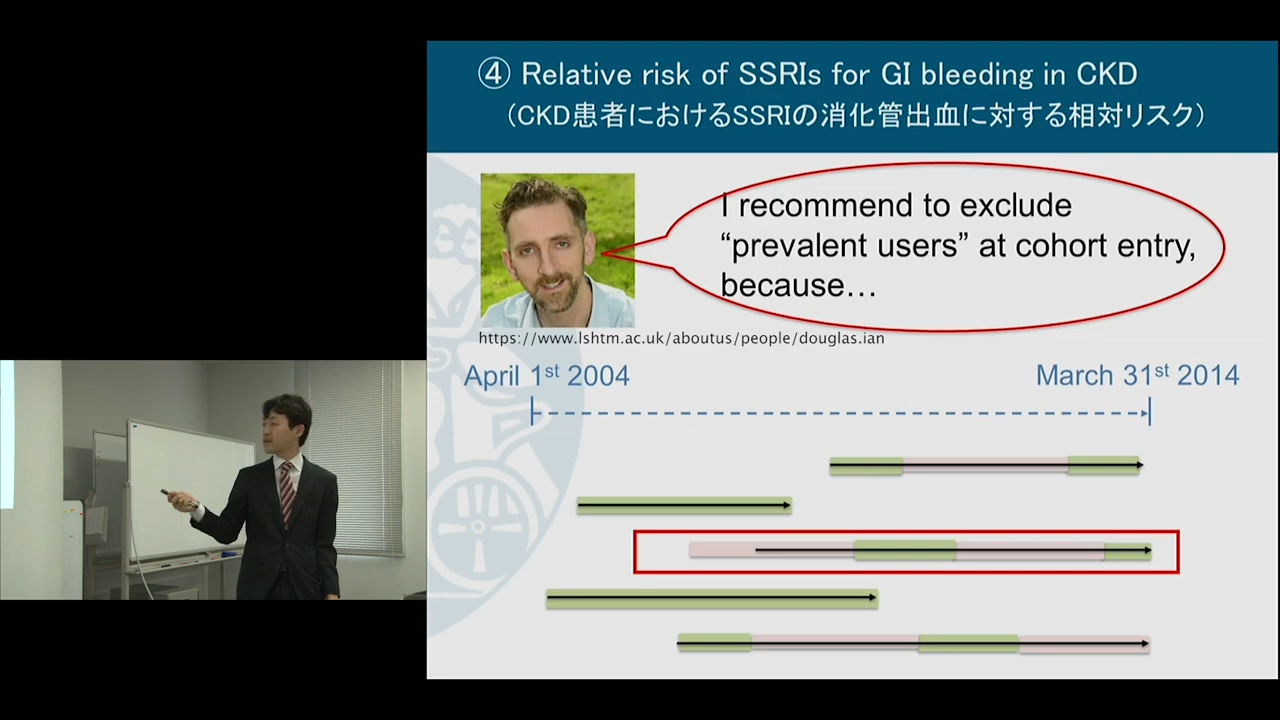 ④ Relative risk of SSRIs for GI bleeding in CKD
（CKD患者におけるSSRIの消化管出血に対する相対リスク）
I recommend to exclude
“prevalent users” at cohort entry,
because…
https://www.lshtm.ac.uk/aboutus/people/douglas.ian
April 1st 2004
March 31st 2014